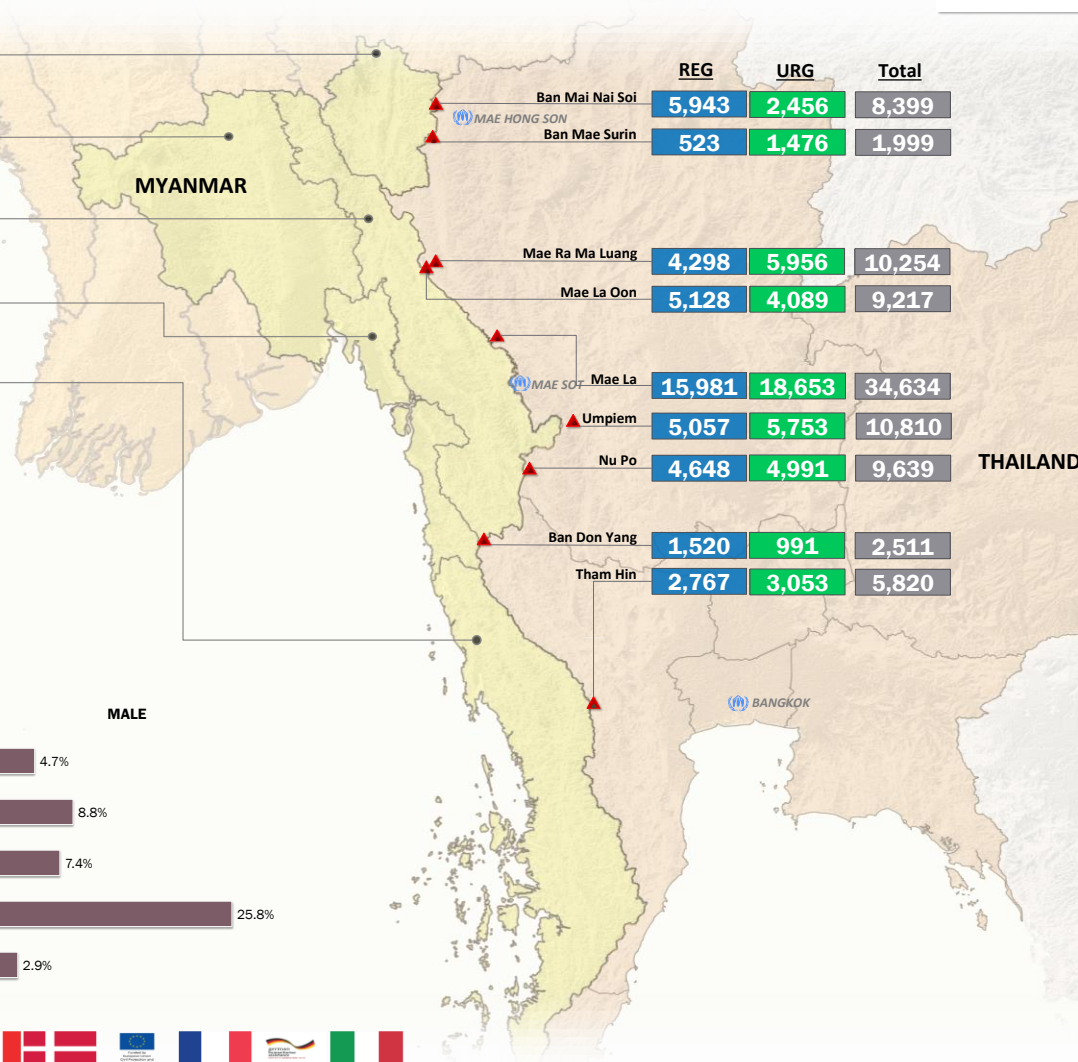 REG URG Total
Ban Mai Nai Soi 5,943 2,456 8,399
MAE HONG SON
Ban Mae Surin 523 1,476 1,999
MYANMAR
Mae Ra Ma Luang 4,298 5,956 10,254
Mae La Oon 5,128 4,089 9,217
MAE SOT
Mae La 15,981 18,653 34,634
Umpiem 5,057 5,753 10,810
THAILAND
Nu Po 4,648 4,991 9,639
Ban Don Yang 1,520 991 2,511
Tham Hin 2,767 3,053 5,820
BANGKOK
MALE
4.7%
8.8%
7.4%
25.8%
2.9%